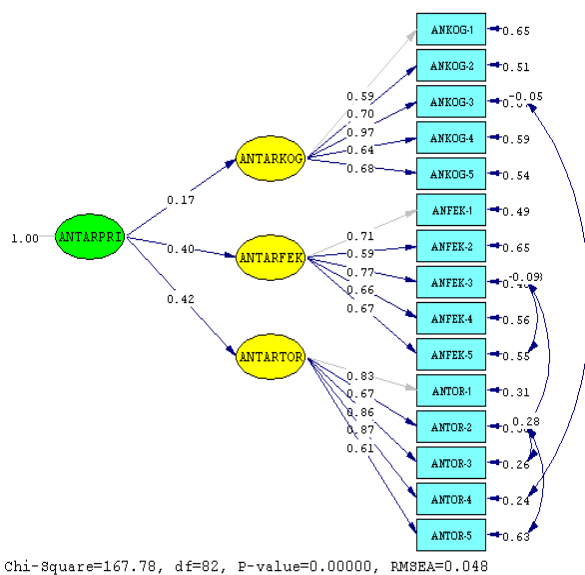 ANKOG-1
0.65
ANKOG-2
0.51
ANKOG-3
-0.05
ANKOG-4
0.59
ANKOG-5
0.54
0.59
0.70
0.97
0.64
0.68
ANTARKOG
ANFEK-1
0.49
ANFEK-2
0.65
ANFEK-3
-0.09
ANFEK-4
0.56
ANFEK-5
0.55
0.71
0.59
0.77
0.66
0.67
ANTARFEK
1.00
ANTARPRI
0.17
0.40
0.42
ANTARTOR
0.83
0.67
0.86
0.87
0.61
ANTOR-1
0.31
ANTOR-2
0.28
ANTOR-3
0.26
ANTOR-4
0.24
ANTOR-5
0.63
Chi-Square=167.78, df=82, P-value=0.00000, RMSEA=0.048